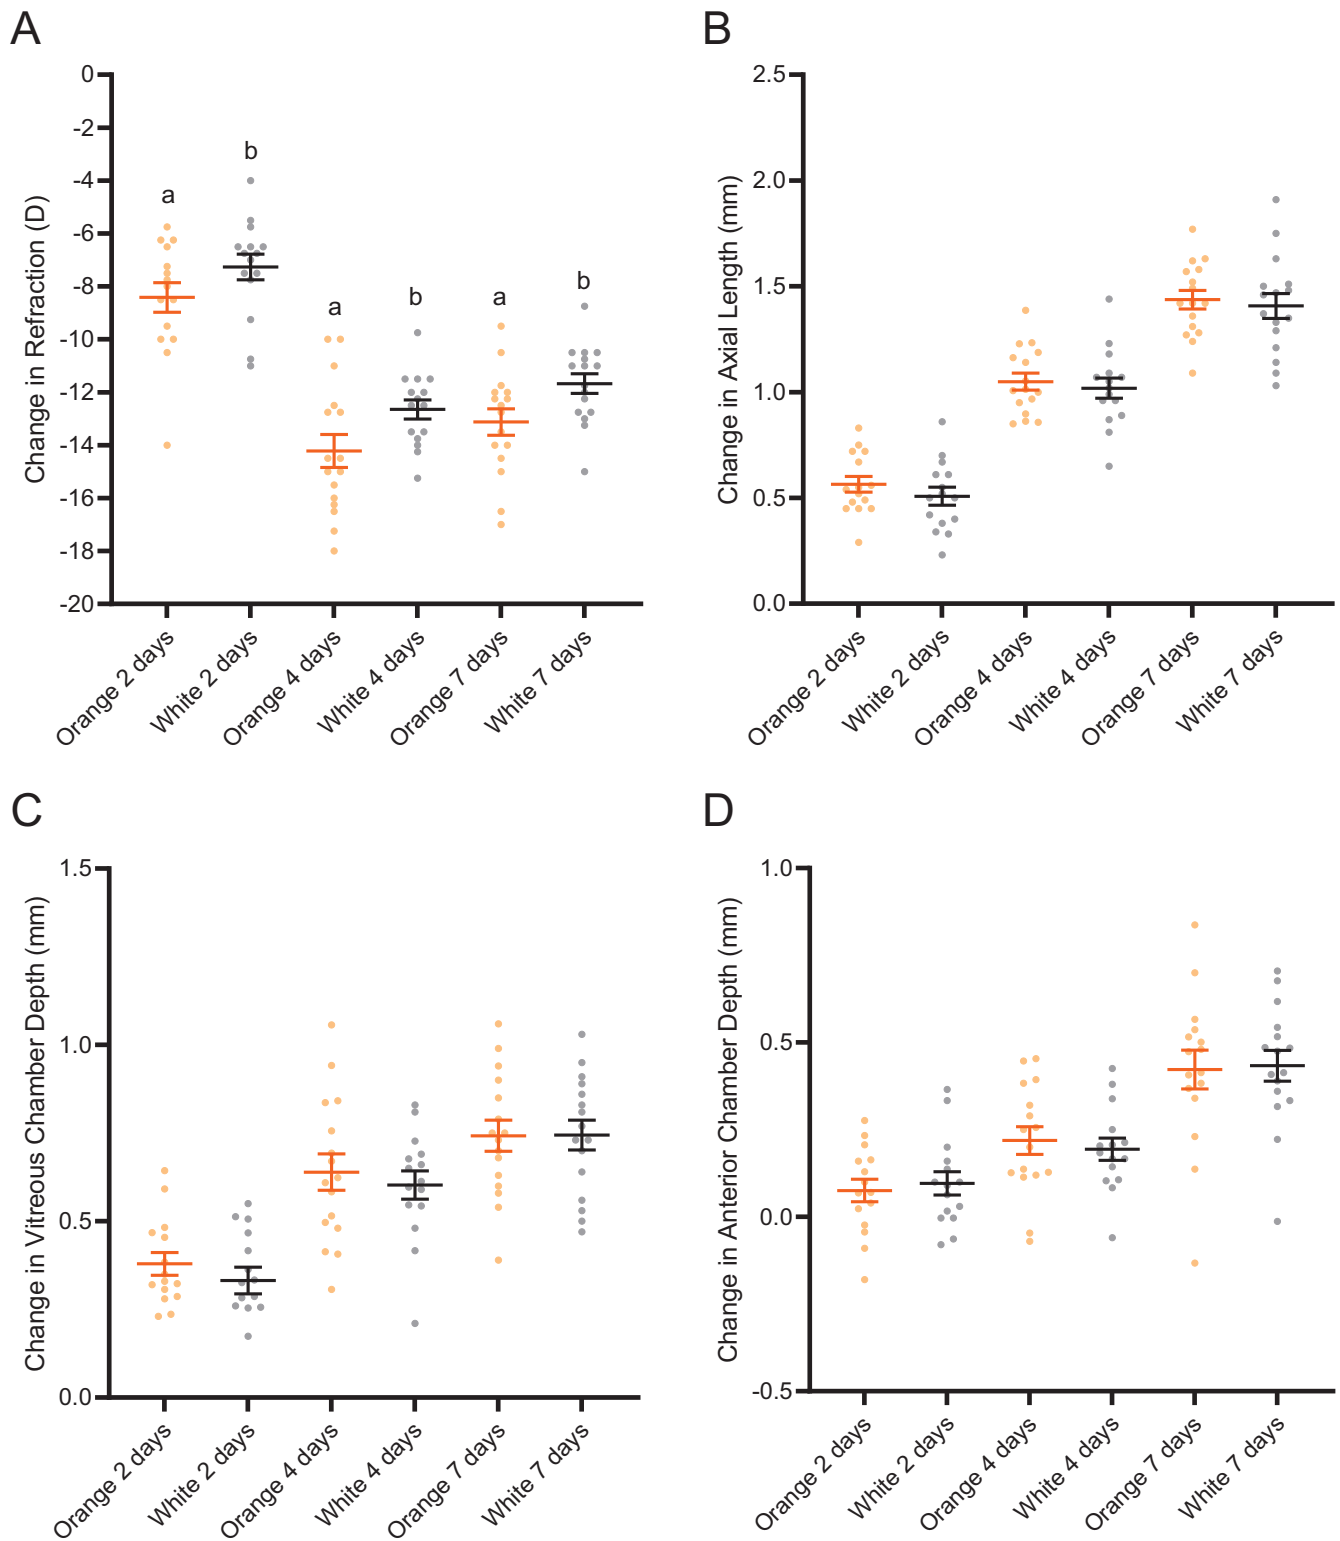 A
Change in Refraction (D)
0
-2
-4
-6
-8
-10
-12
-14
-16
-18
-20
a
b
a
b
a
b
Orange 2 days
White 2 days
Orange 4 days
White 4 days
Orange 7 days
White 7 days
B
Change in Axial Length (mm)
2.5
2.0
1.5
1.0
0.5
0.0
Orange 2 days
White 2 days
Orange 4 days
White 4 days
Orange 7 days
White 7 days
C
Change in Vitreous Chamber Depth (mm)
1.5
1.0
0.5
0.0
Orange 2 days
White 2 days
Orange 4 days
White 4 days
Orange 7 days
White 7 days
D
Change in Anterior Chamber Depth (mm)
1.0
0.5
0.0
-0.5
Orange 2 days
White 2 days
Orange 4 days
White 4 days
Orange 7 days
White 7 days